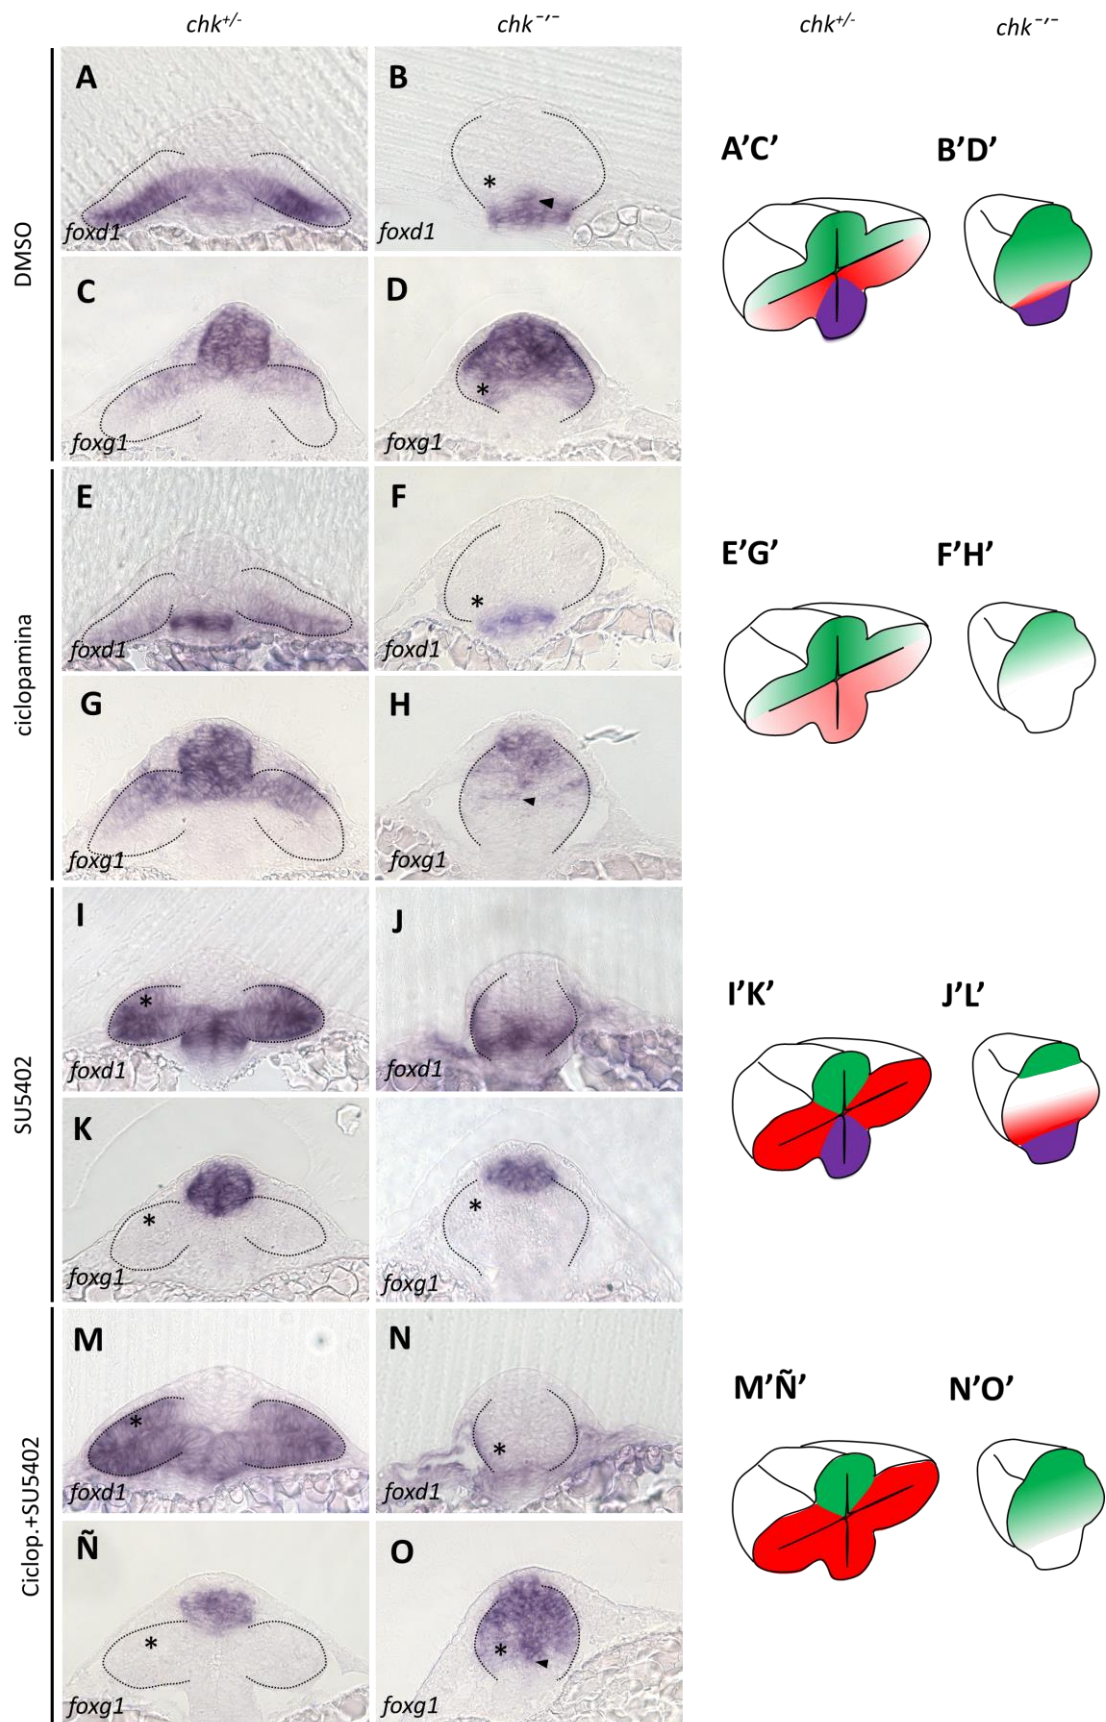 chk+/- chk-/- chk+/- chk-/-
DMSO
A
foxd1
B
*
foxd1
A'C' B'D'
C
foxg1
D
*
foxg1
ciclopamina
E
foxd1
F
*
foxd1
E'G' F'H'
G
foxg1
H
foxg1
SU5402
I
*
foxd1
J
foxd1
I'K' J'L'
K
*
foxg1
*
foxg1
Ciclop.+SU5402
M
*
foxd1
N
*
foxd1
M'Ñ' N'O'
Ñ
*
foxg1
O
*
foxg1